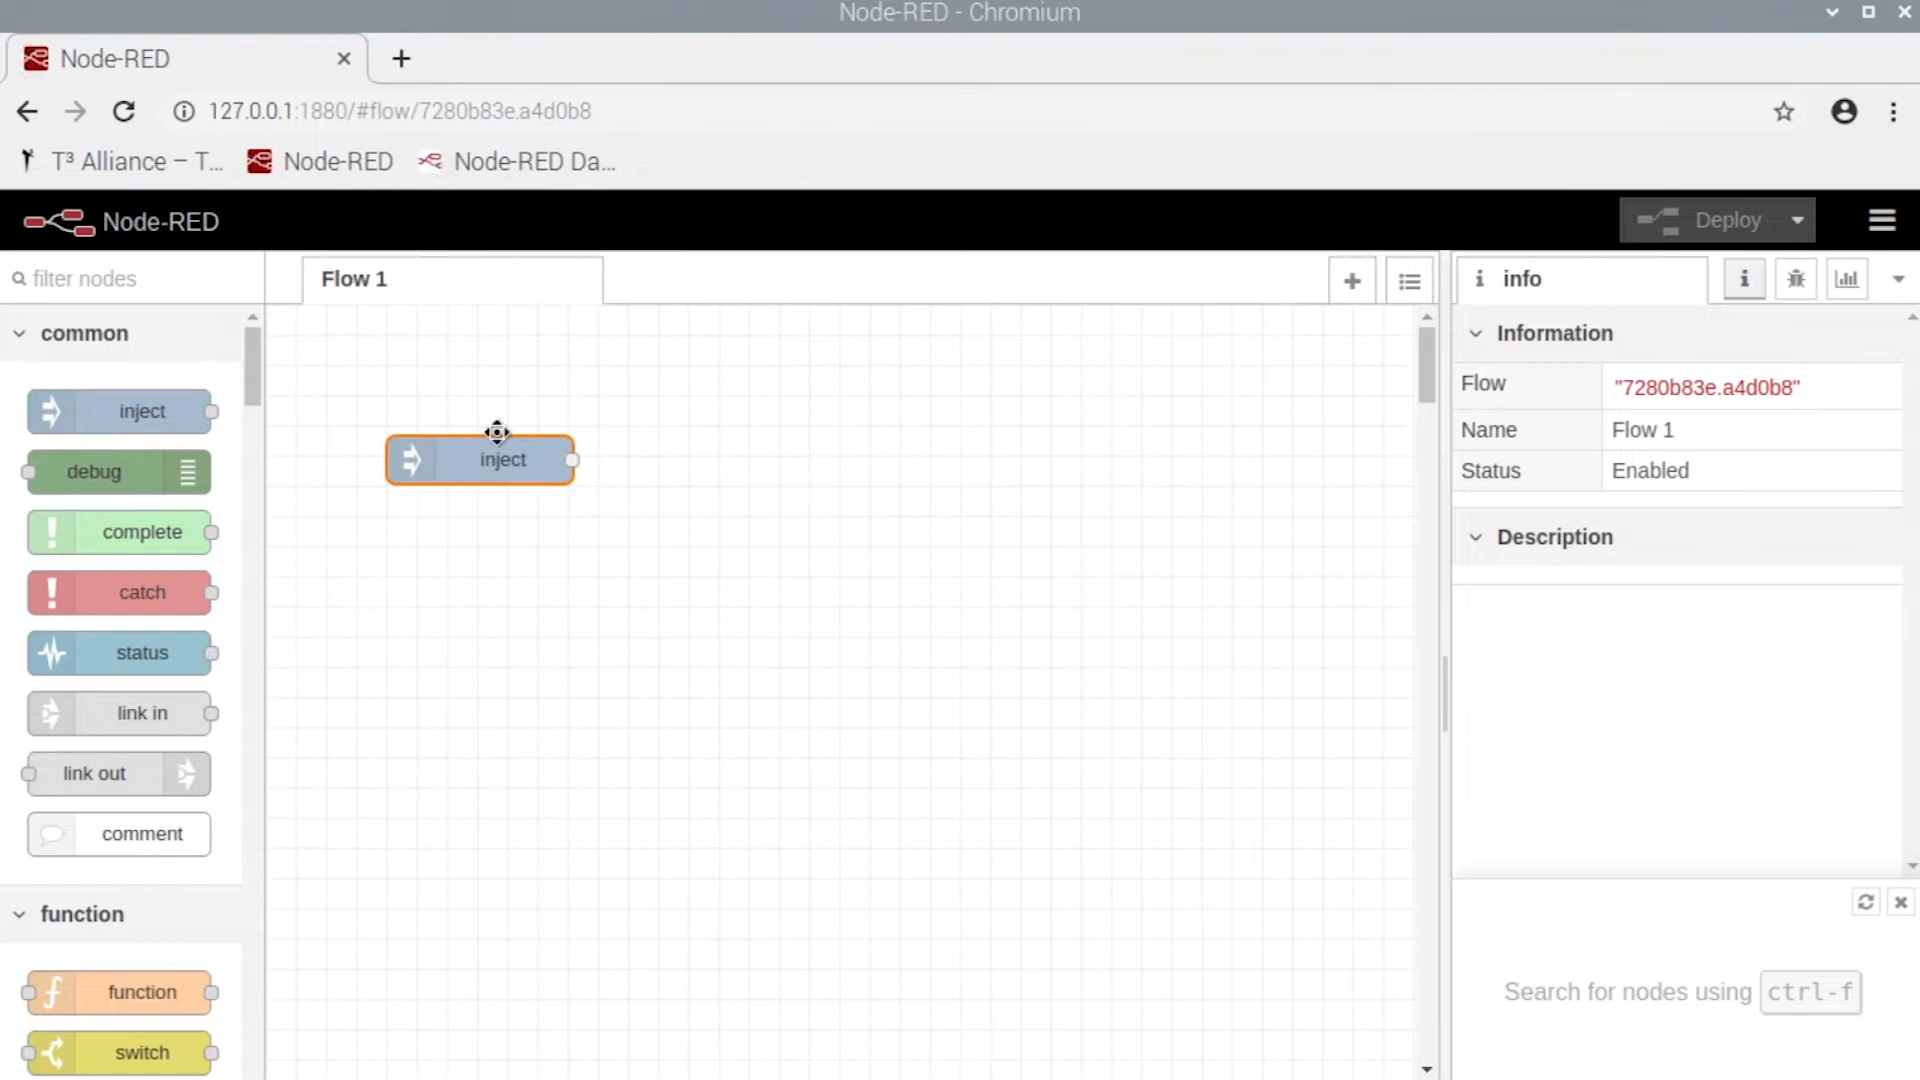 Node-RED - Chromium
Node-RED
127.0.0.1:1880/#flow/7280b83e.a4d0b8
T³ Alliance – T... Node-RED Node-RED Da...
Node-RED Deploy
filter nodes Flow 1 i info i
common
inject
debug
complete
catch
status
link in
link out
comment
function
function
switch
inject
Information
Flow "7280b83e.a4d0b8"
Name Flow 1
Status Enabled
Description
Search for nodes using ctrl-f